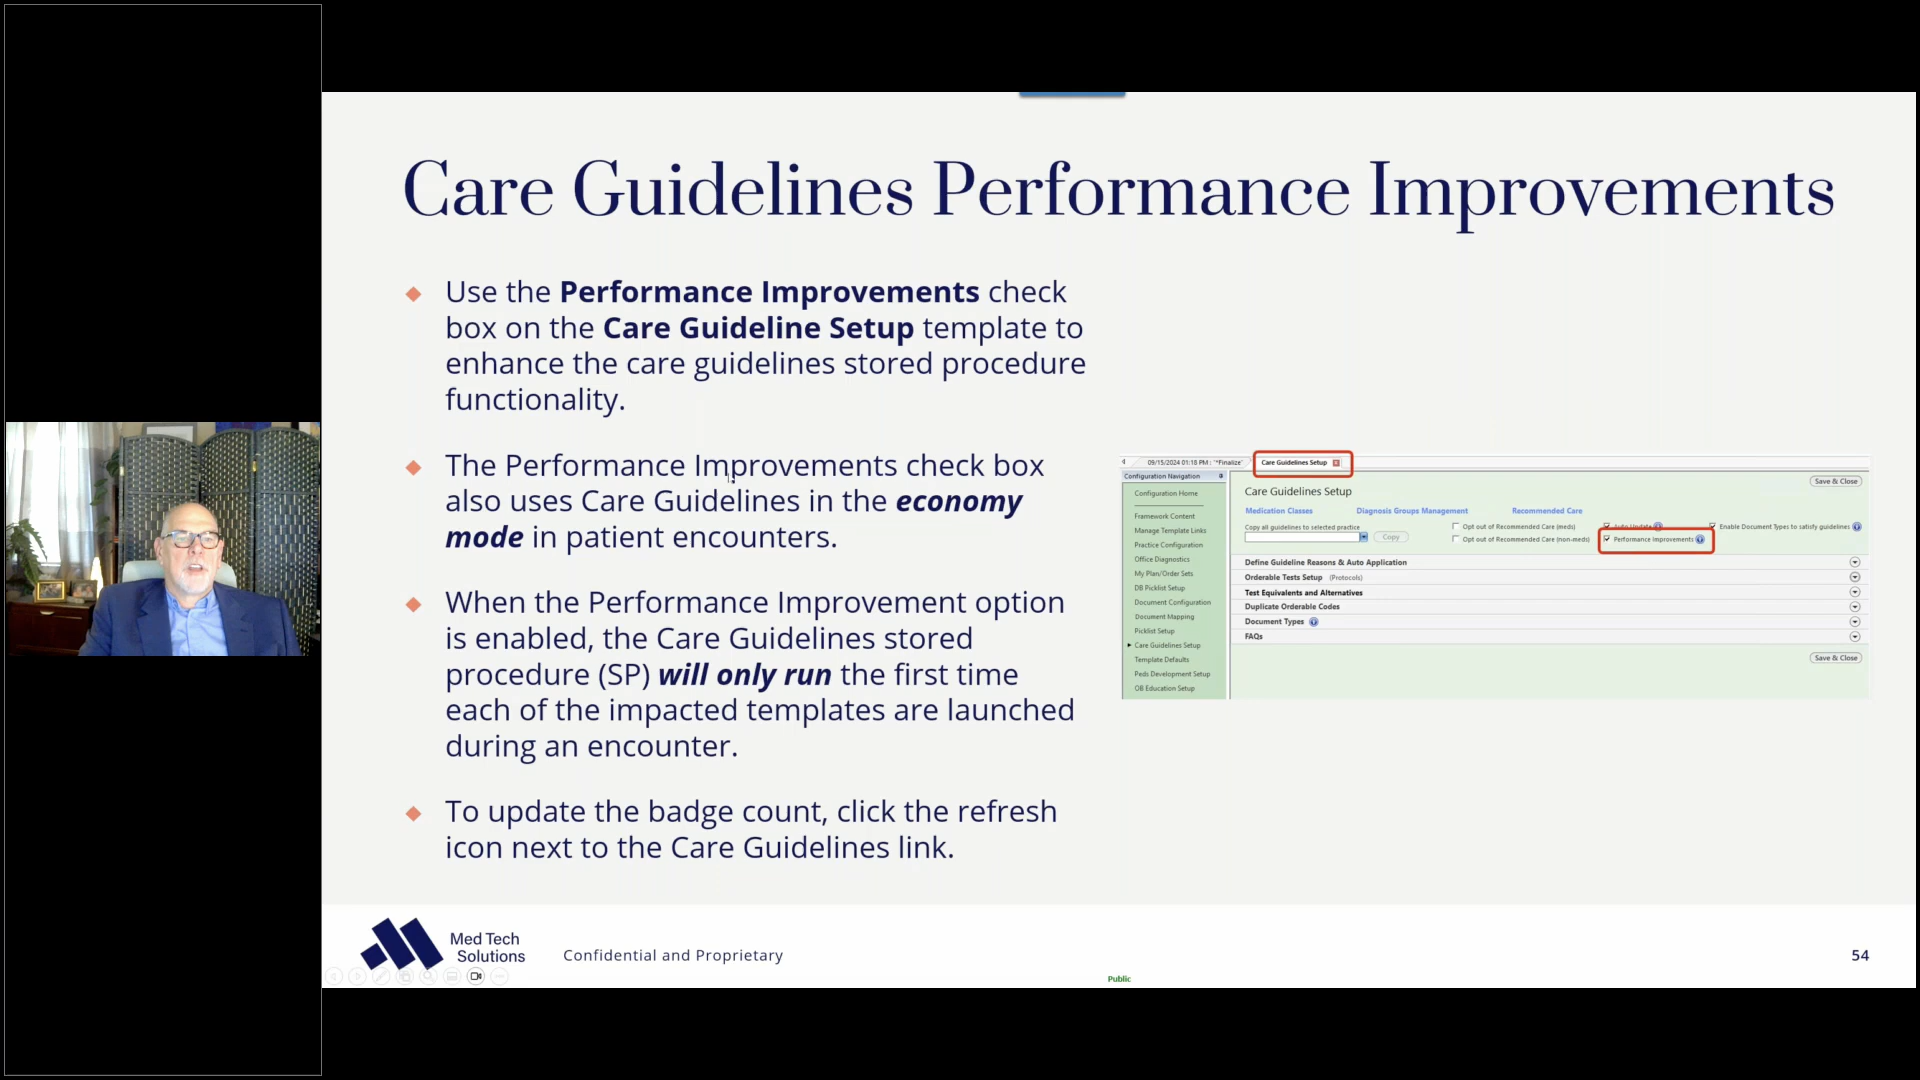 Care Guidelines Performance Improvements
Use the Performance Improvements check
box on the Care Guideline Setup template to
enhance the care guidelines stored procedure
functionality.
The Performance Improvements check box
also uses Care Guidelines in the economy
mode in patient encounters.
When the Performance Improvement option
is enabled, the Care Guidelines stored
procedure (SP) will only run the first time
each of the impacted templates are launched
during an encounter.
To update the badge count, click the refresh
icon next to the Care Guidelines link.
09/15/2024 01:18 PM : "*Finalize"
Care Guidelines Setup
Configuration Navigation
Configuration Home
Framework Content
Manage Template Links
Practice Configuration
Office Diagnostics
My Plan/Order Sets
DB Picklist Setup
Document Configuration
Document Mapping
Picklist Setup
Care Guidelines Setup
Template Defaults
Peds Development Setup
OB Education Setup
Care Guidelines Setup
Save & Close
Medication Classes
Diagnosis Groups Management
Recommended Care
Copy all guidelines to selected practice
Copy
Opt out of Recommended Care (meds)
Opt out of Recommended Care (non-meds)
Auto Update
Performance Improvements
Enable Document Types to satisfy guidelines
Define Guideline Reasons & Auto Application
Orderable Tests Setup (Protocols)
Test Equivalents and Alternatives
Duplicate Orderable Codes
Document Types
FAQs
Save & Close
Med Tech
Solutions
Confidential and Proprietary
54
Public